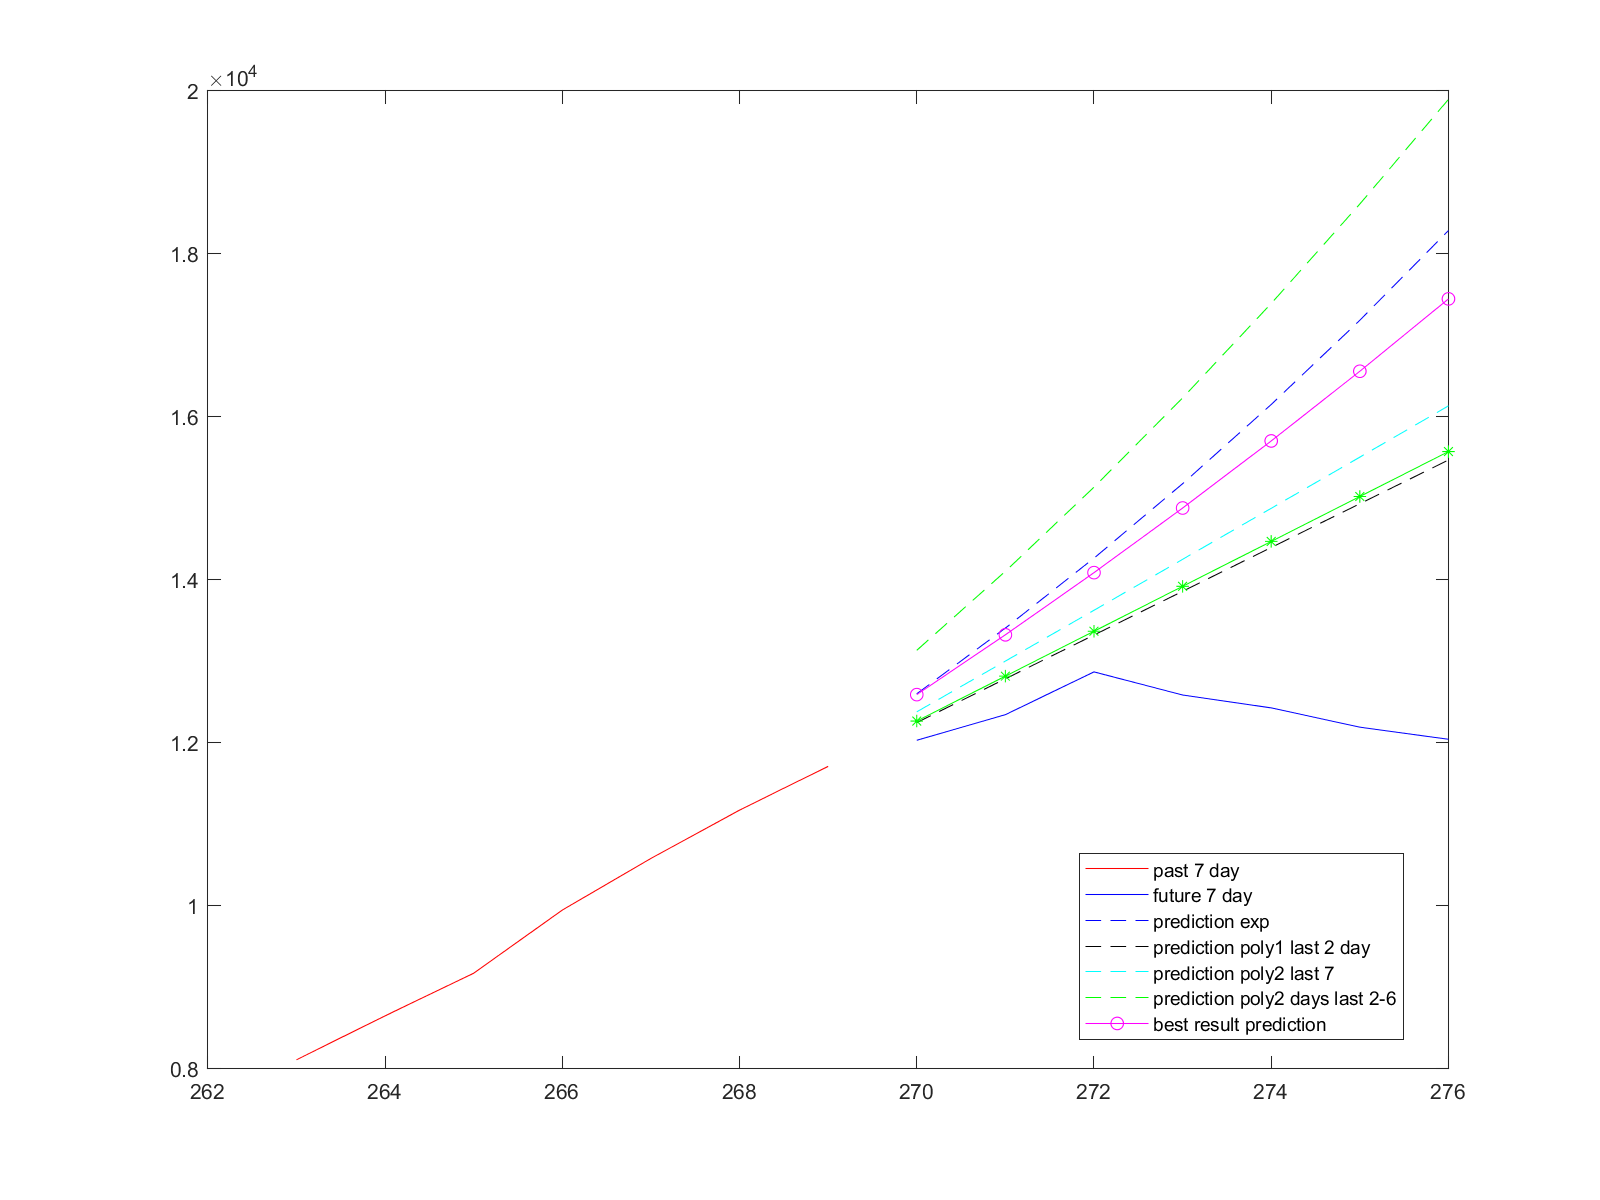 ×10^4
2
1.8
1.6
1.4
1.2
1
0.8
262 264 266 268 270 272 274 276
past 7 day
future 7 day
prediction exp
prediction poly1 last 2 day
prediction poly2 last 7
prediction poly2 days last 2-6
best result prediction